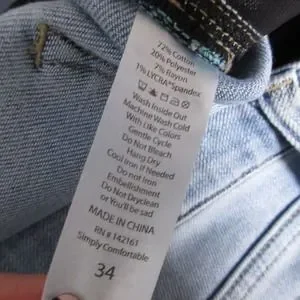 72% Cotton
20% Polyester
7% Rayon
1% LYCRA®Spandex
Wash Inside Out
Machine Wash Cold
With Like Colors
Gentle Cycle
Do Not Bleach
Hang Dry
Cool Iron if Needed
Do not Iron
Embellishment
Do Not Dryclean
or You'll be sad
MADE IN CHINA
RN # 142161
Simply Comfortable
34